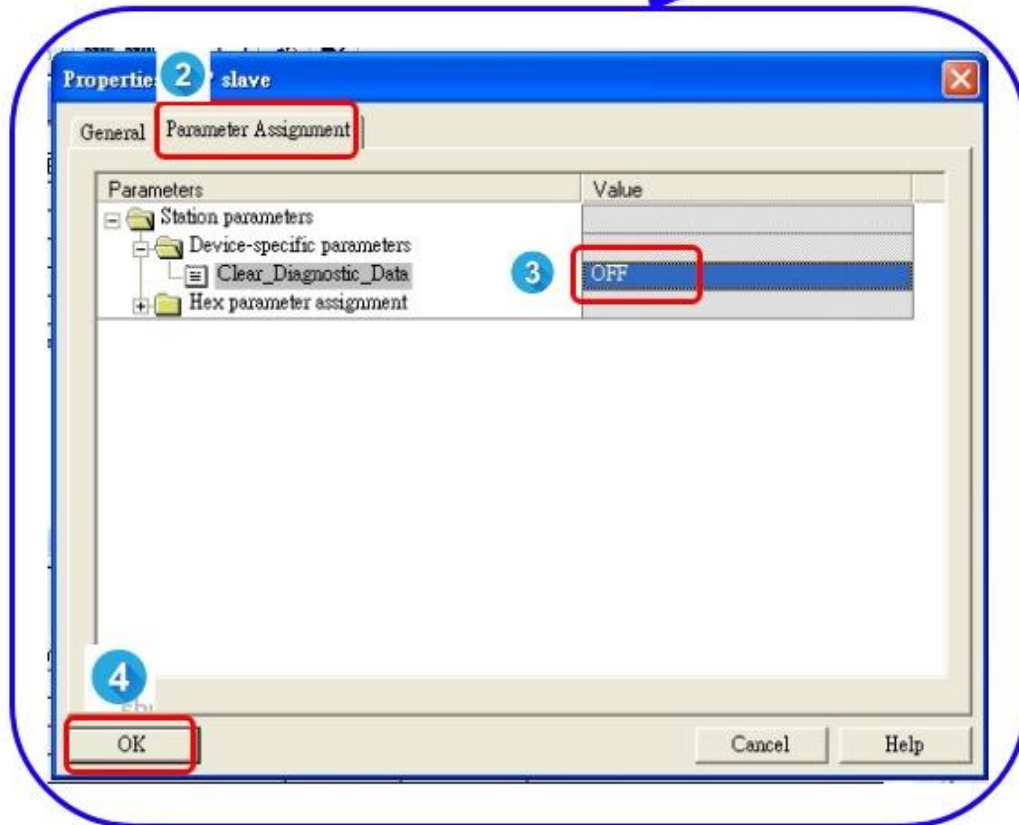 Propertie 2 slave
General Parameter Assignment
Parameters Value
Station parameters
Device-specific parameters
Clear_Diagnostic_Data 3 OFF
Hex parameter assignment
4
OK Cancel Help